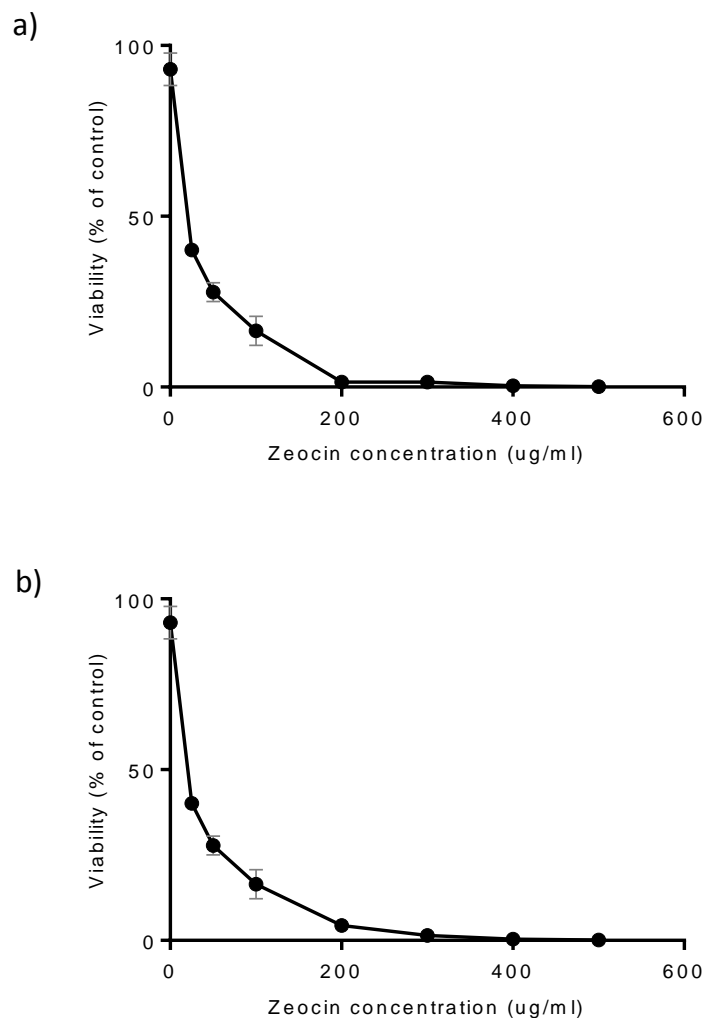 a)
100
50
0
Viability (% of control)
0 200 400 600
Zeocin concentration (ug/ml)
b)
100
50
0
Viability (% of control)
0 200 400 600
Zeocin concentration (ug/ml)